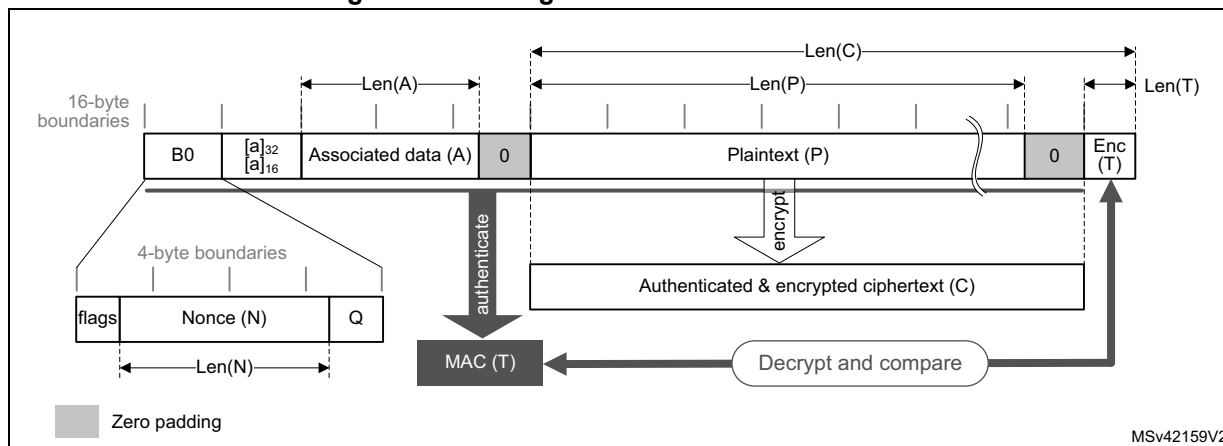 Len(C)
Len(A)
Len(P)
Len(T)
16-byte
boundaries
B0
[a]32
[a]16
Associated data (A)
0
Plaintext (P)
0
Enc
(T)
authenticate
encrypt
4-byte boundaries
Authenticated & encrypted ciphertext (C)
flags
Nonce (N)
Q
Len(N)
MAC (T)
Decrypt and compare
Zero padding
MSv42159V2